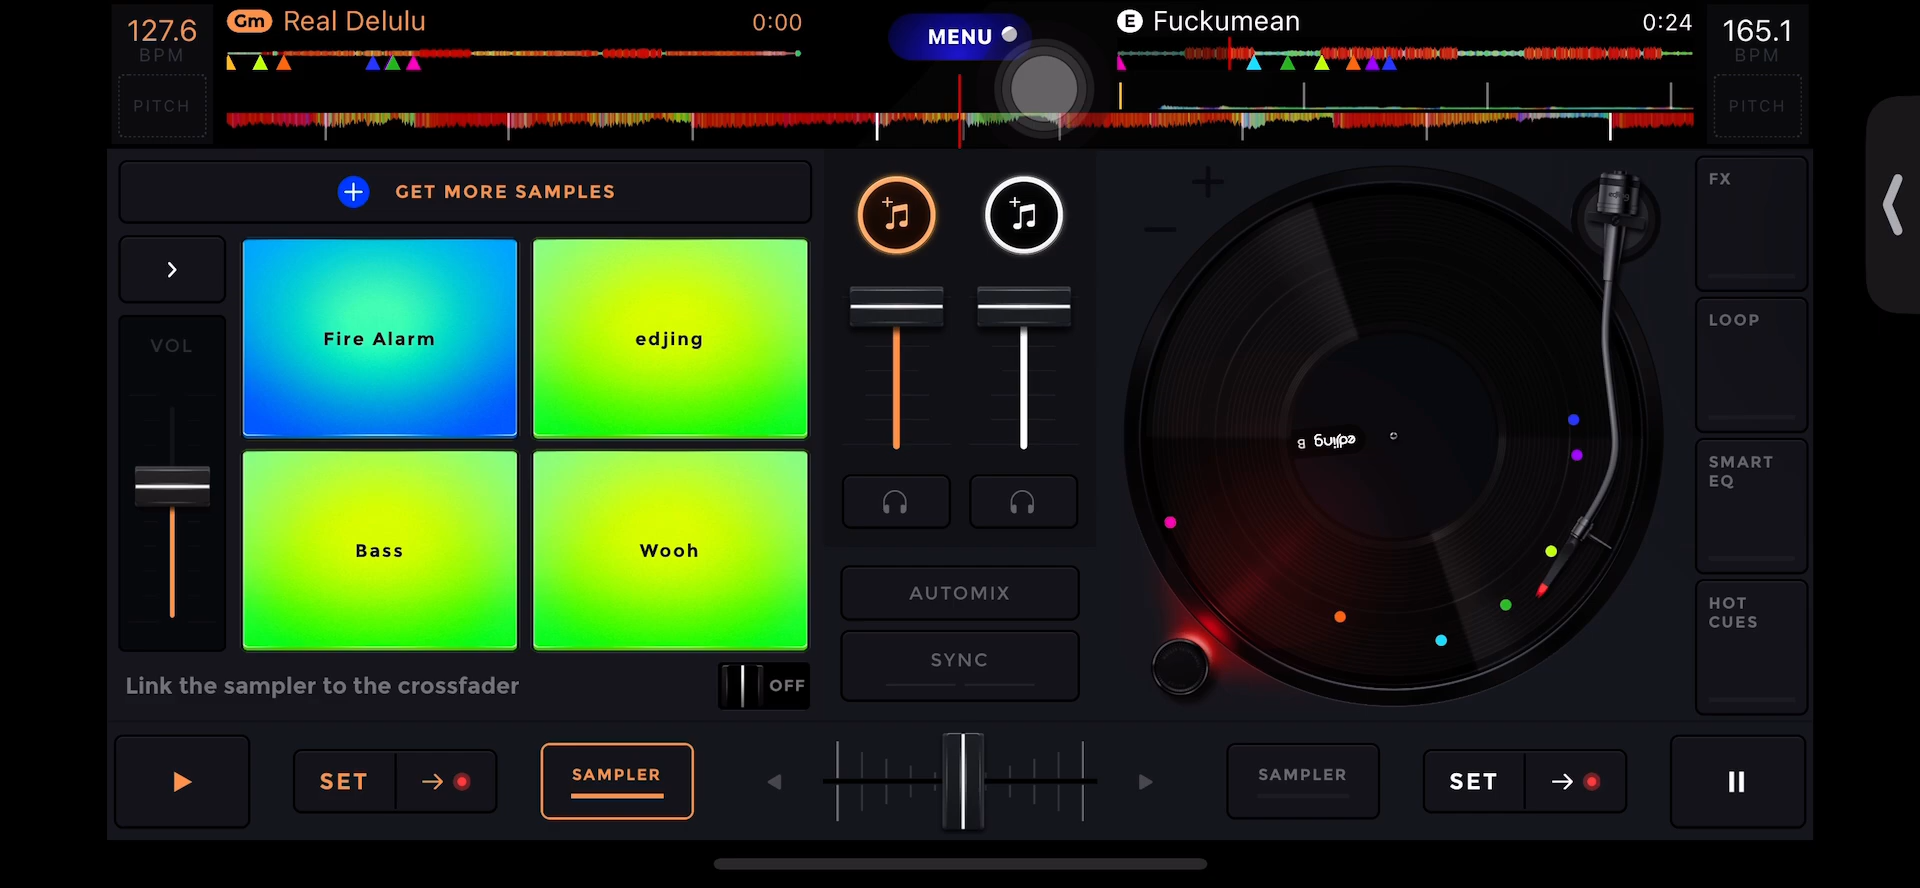 127.6
BPM
PITCH
Gm Real Delulu 0:00
MENU
E Fuckumean 0:24
165.1
BPM
PITCH
GET MORE SAMPLES
VOL
Fire Alarm
edjing
Bass
Wooh
Link the sampler to the crossfader
OFF
AUTOMIX
SYNC
edjing B
FX
LOOP
SMART
EQ
HOT
CUES
SET
SAMPLER
SAMPLER
SET